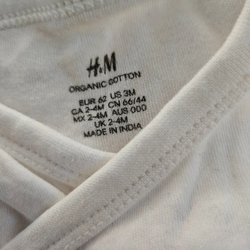 H&M
ORGANIC COTTON
EUR 62 US 3M
CA 2-4M CN 66/44
MX 2-4M AUS 000
UK 2-4M
MADE IN INDIA